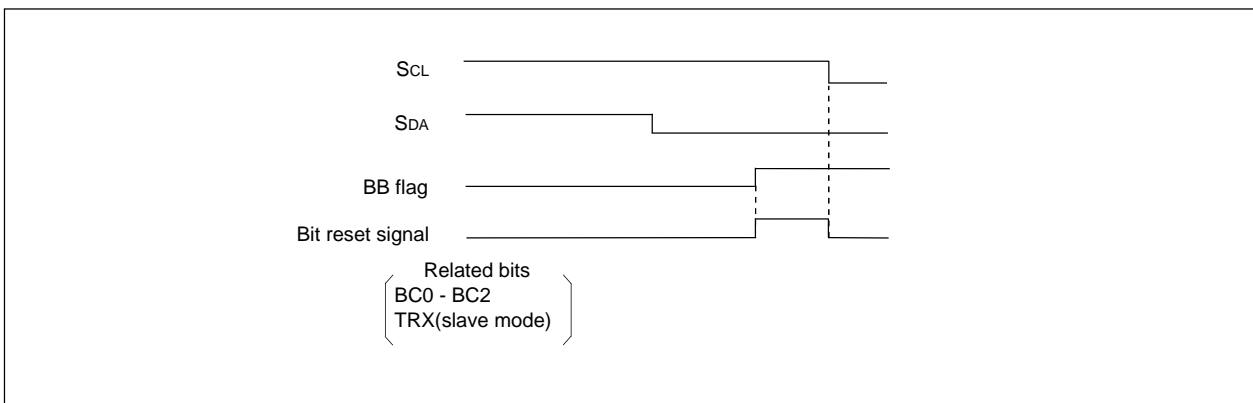 SCL
SDA
BB flag
Bit reset signal
Related bits
BC0 - BC2
TRX(slave mode)